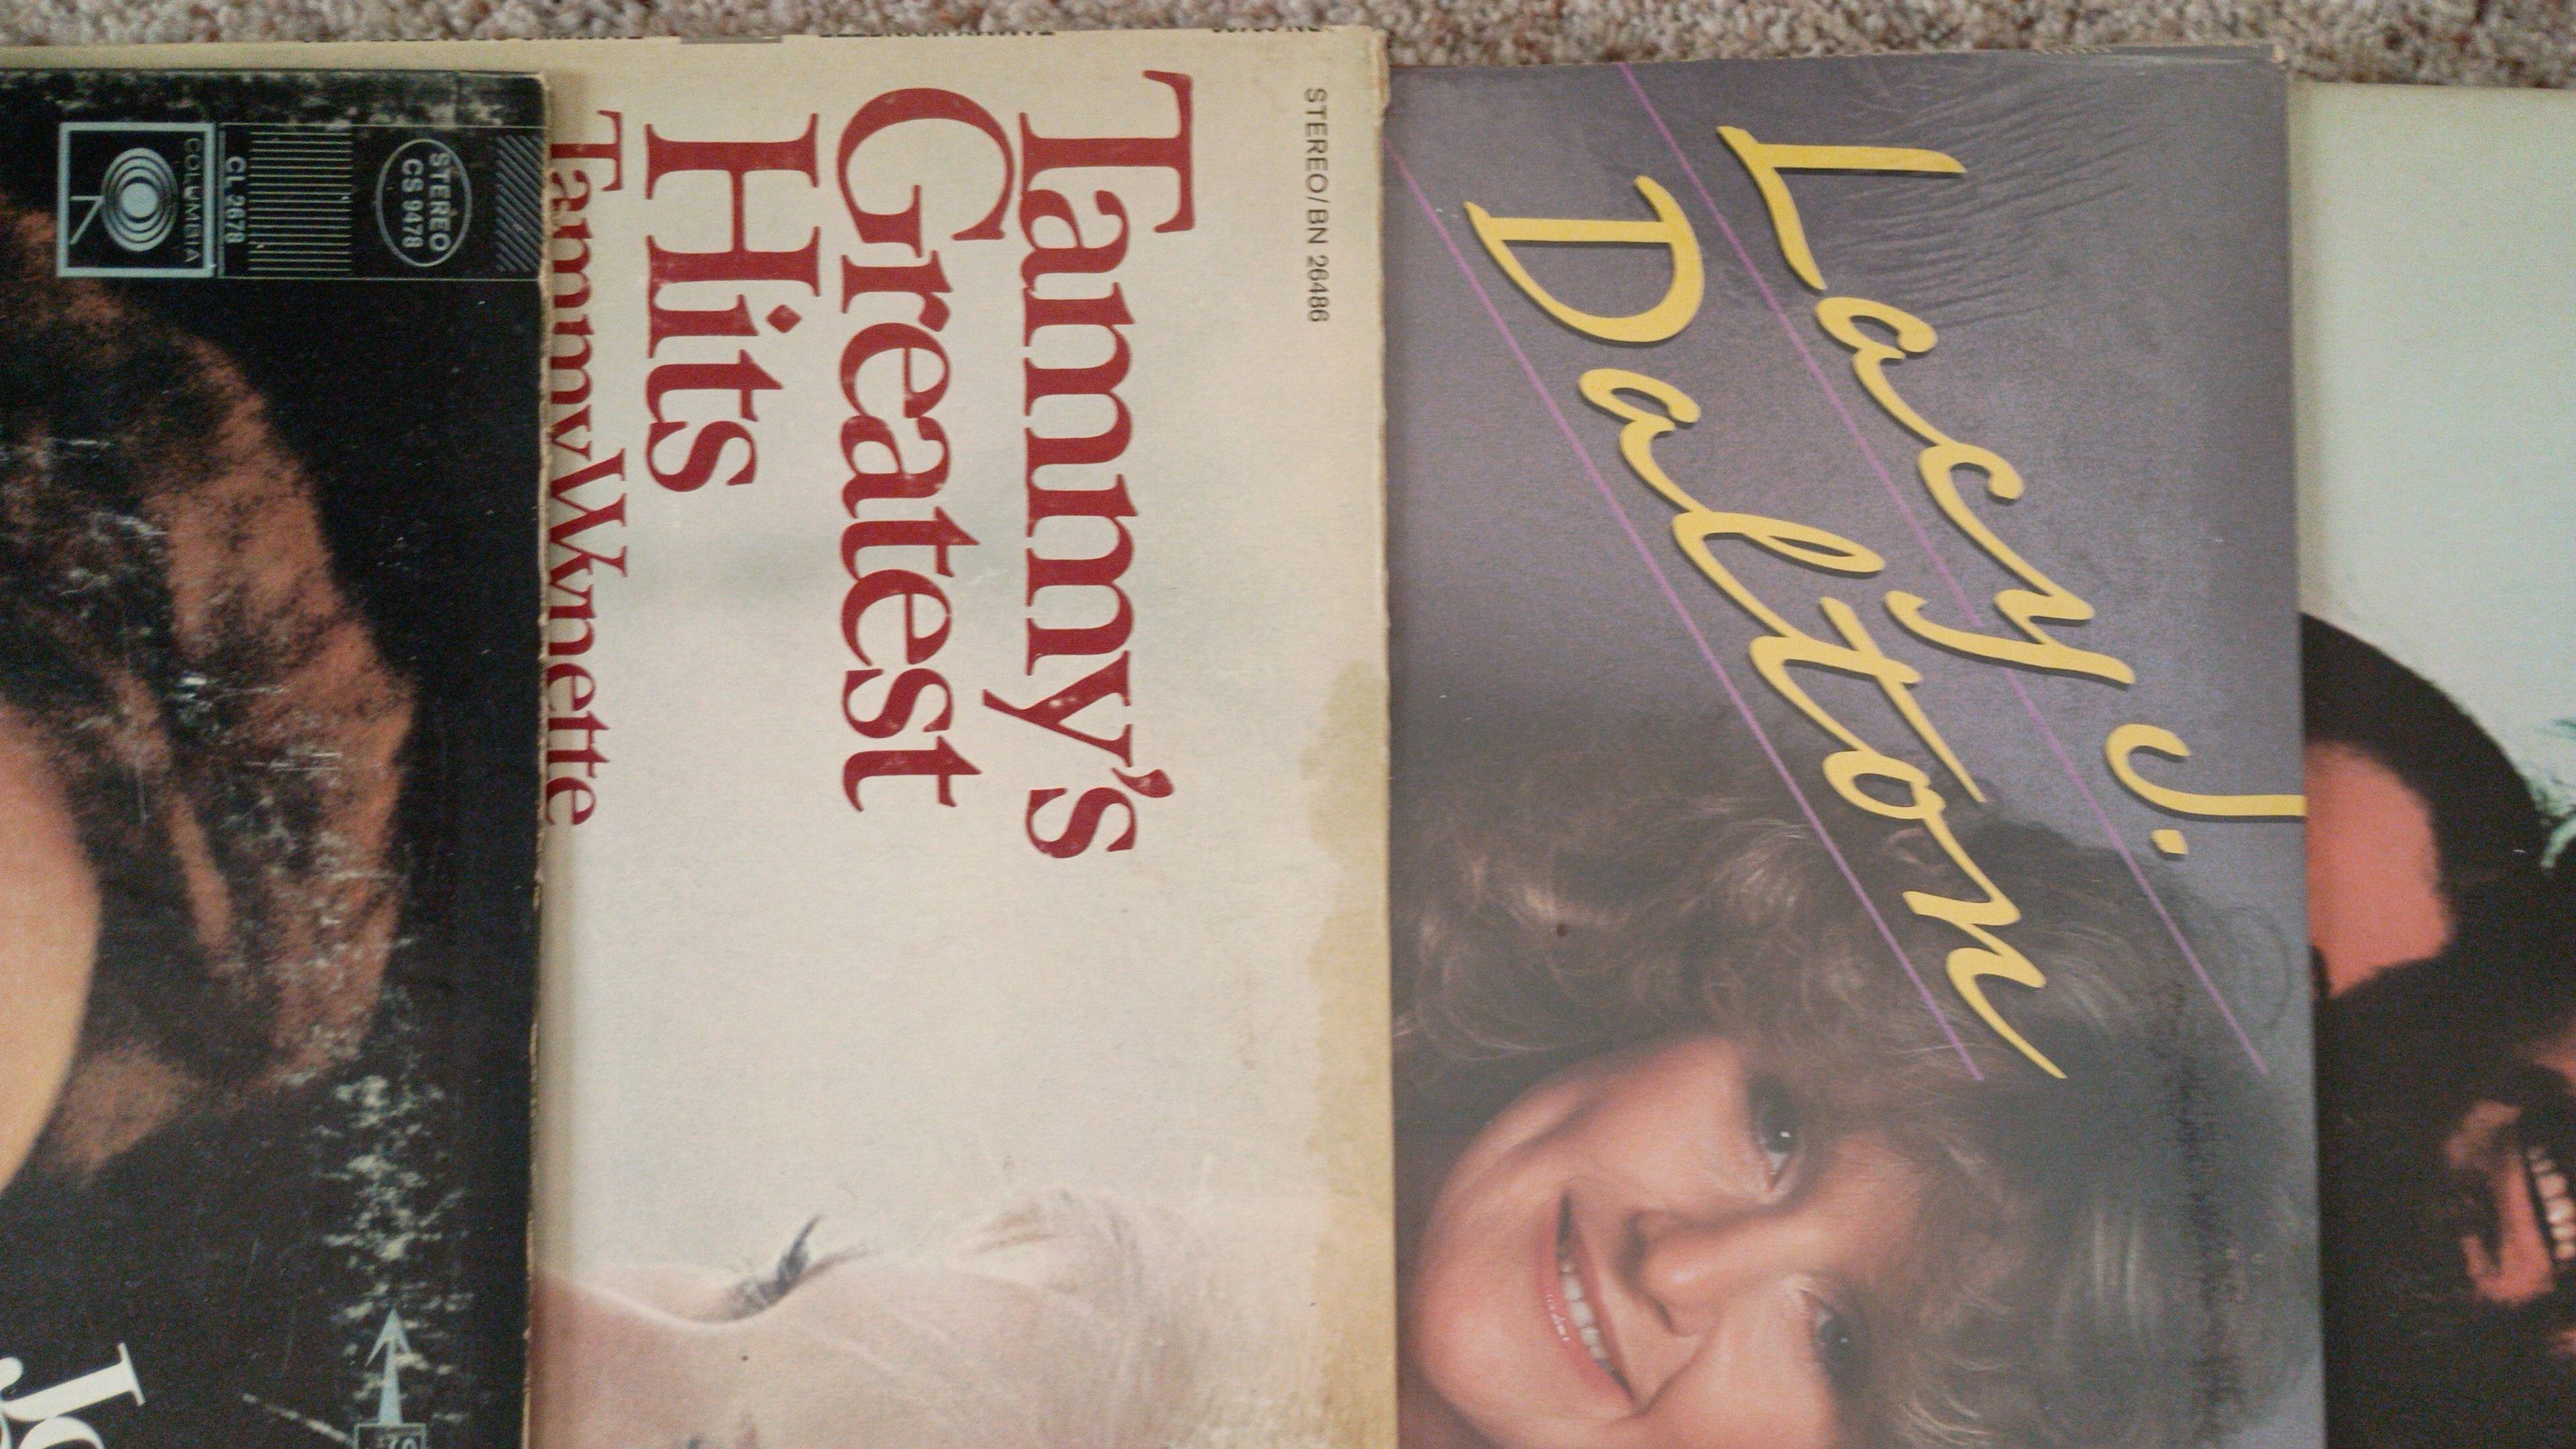 COLUMBIA
CL 2678
STEREO
CS 9478
STEREO/BN 26486
Tammy's
Greatest
Hits
Tammy Wynette
Lacy J.
Dalton